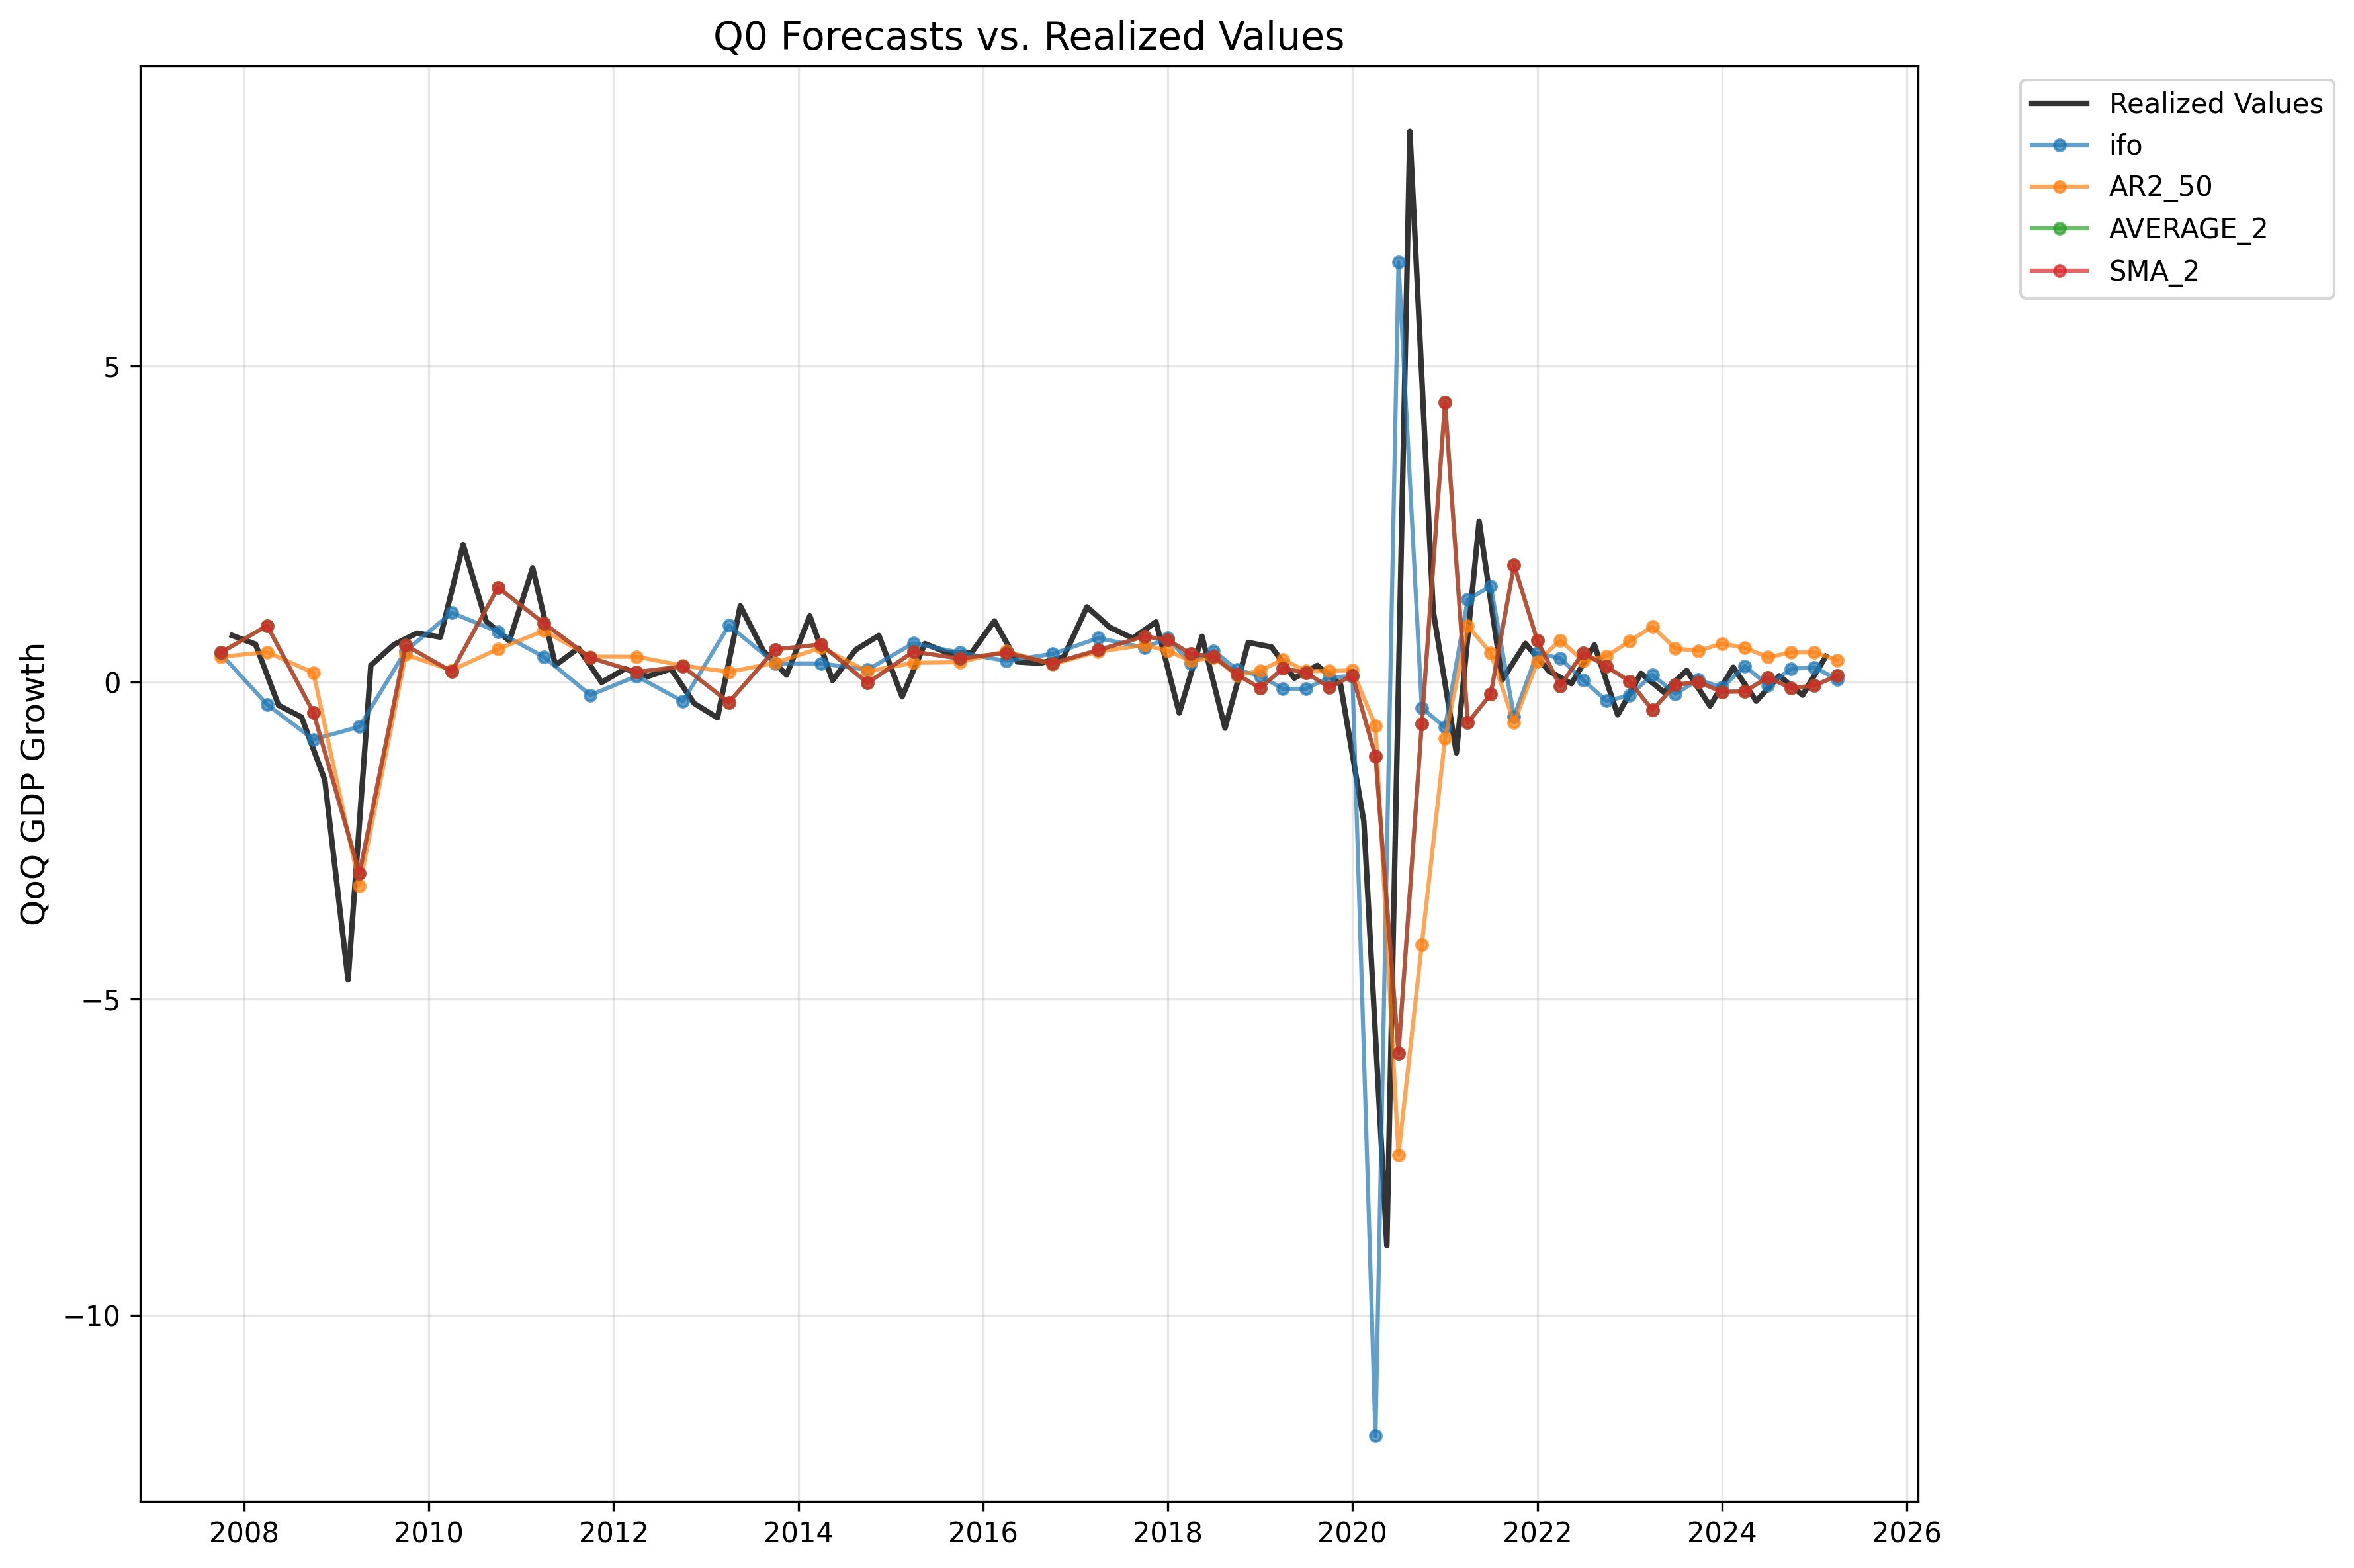 Q0 Forecasts vs. Realized Values
QoQ GDP Growth
5
0
−5
−10
2008 2010 2012 2014 2016 2018 2020 2022 2024 2026
Realized Values
ifo
AR2_50
AVERAGE_2
SMA_2